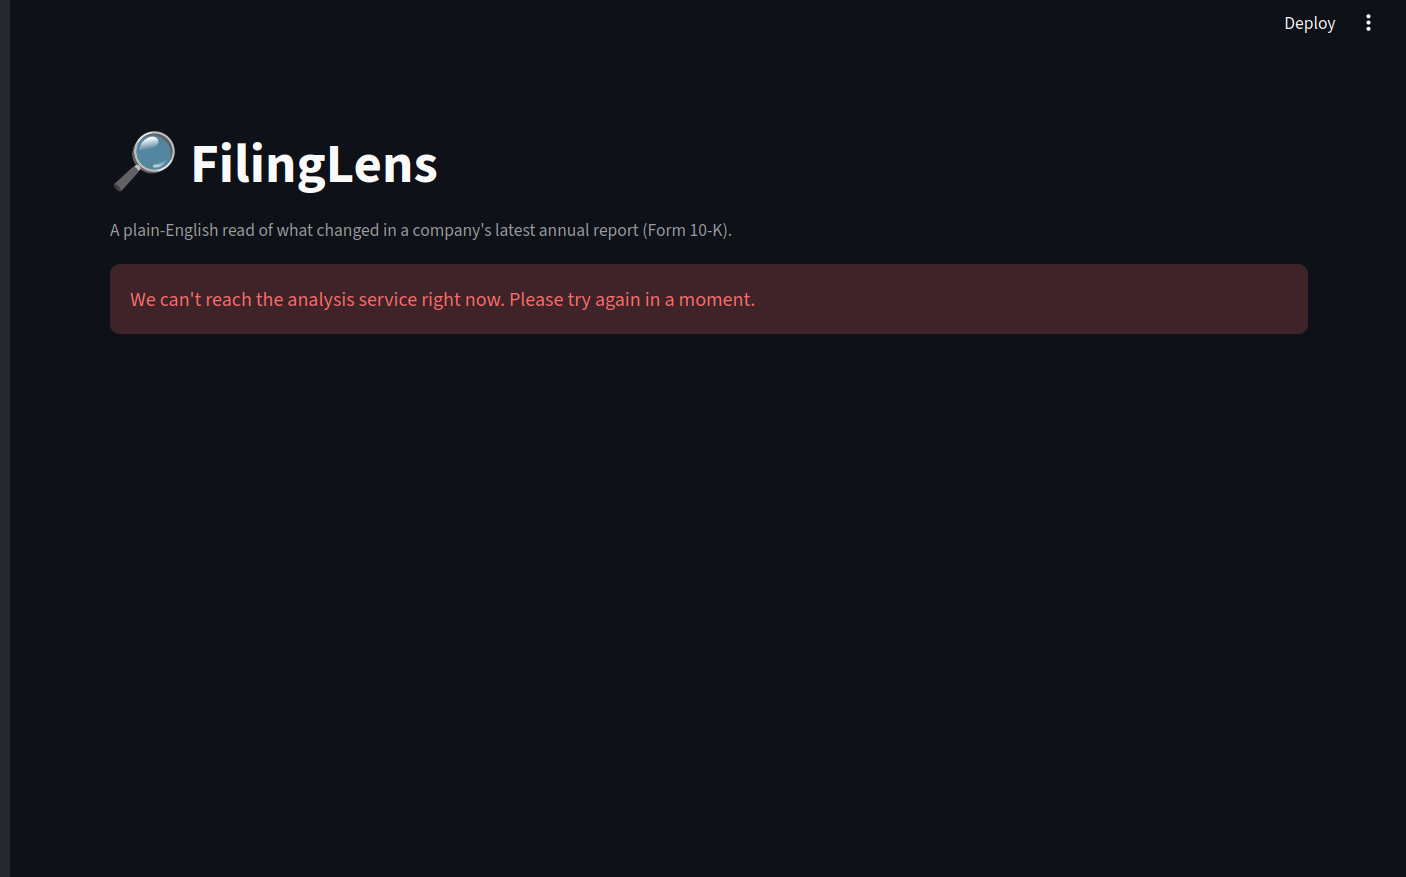 Deploy
FilingLens
A plain-English read of what changed in a company's latest annual report (Form 10-K).
We can't reach the analysis service right now. Please try again in a moment.